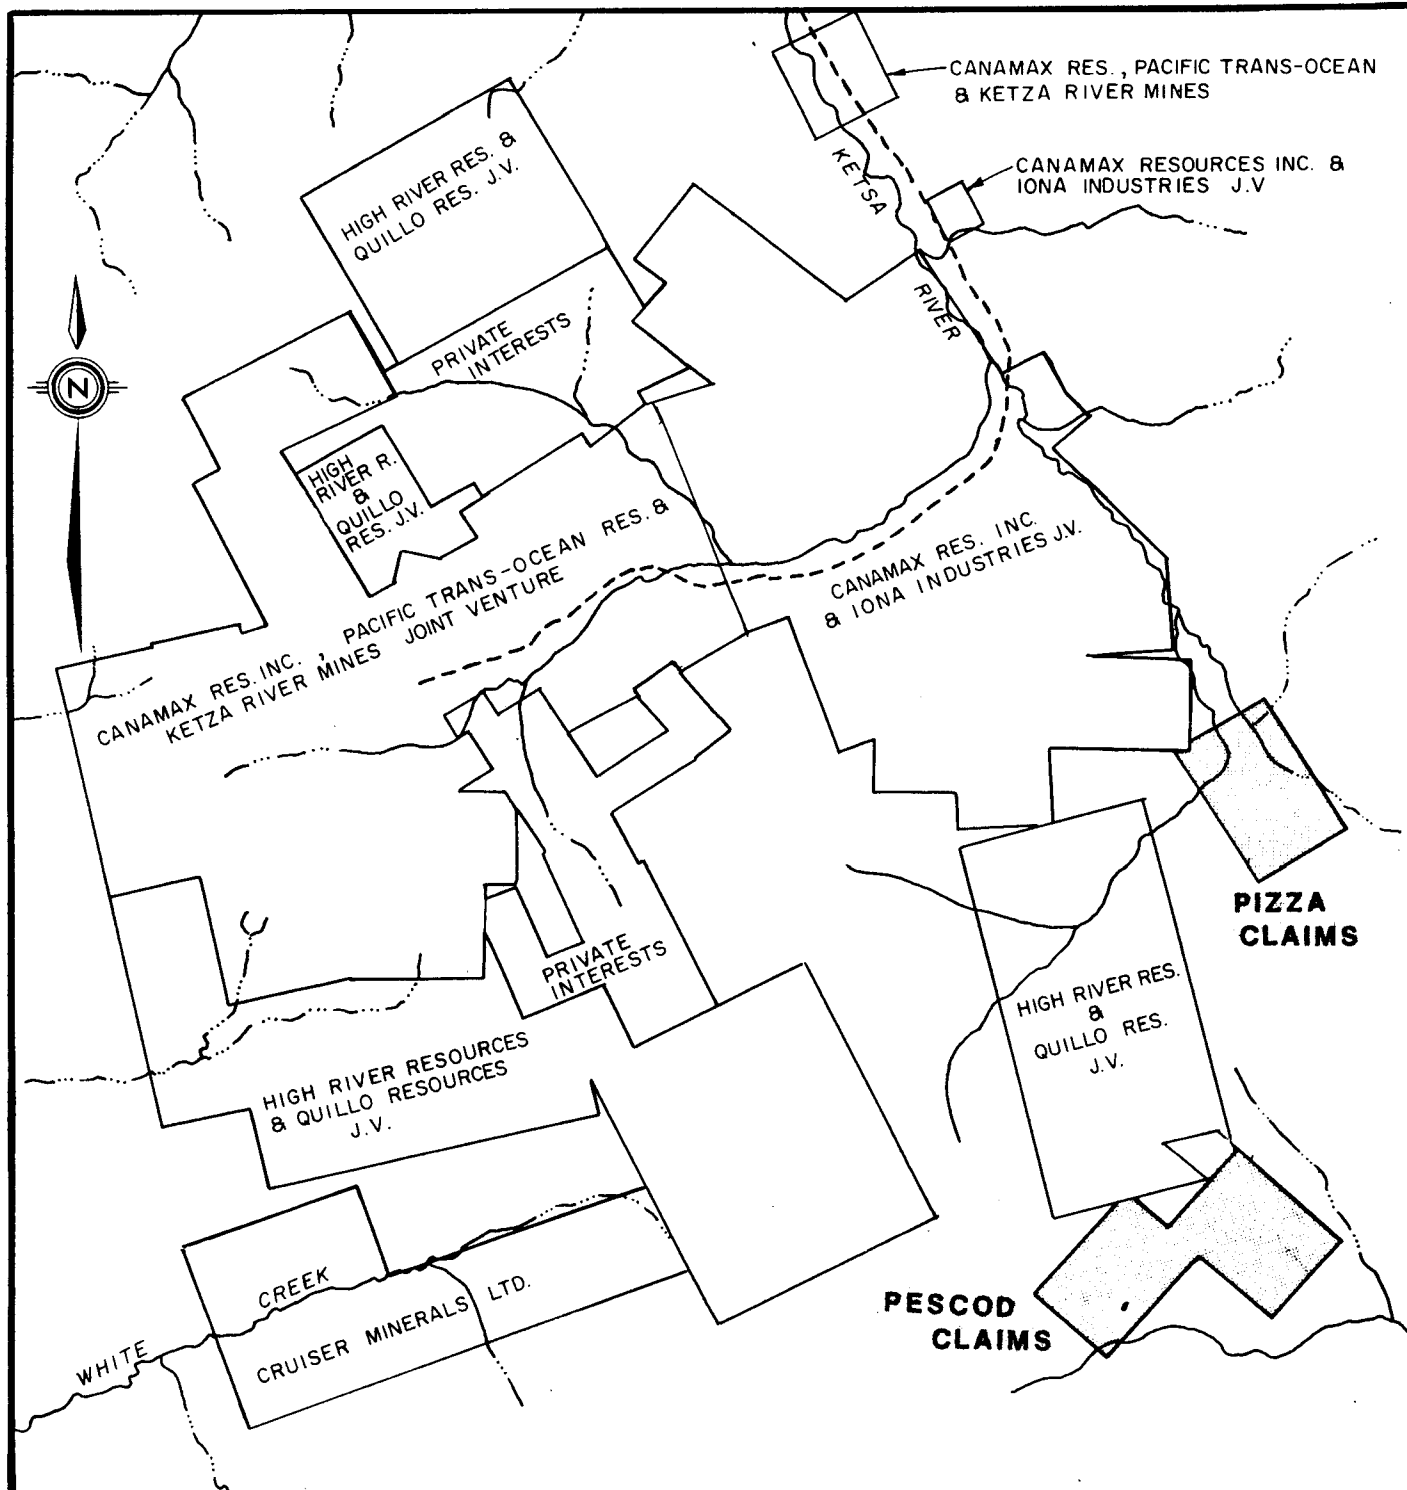 CANAMAX RES., PACIFIC TRANS-OCEAN
& KETZA RIVER MINES
CANAMAX RESOURCES INC. &
IONA INDUSTRIES J.V
KETSA
RIVER
HIGH RIVER RES. &
QUILLO RES. J.V.
PRIVATE
INTERESTS
N
HIGH
RIVER R.
&
QUILLO
RES. J.V.
CANAMAX RES. INC., PACIFIC TRANS-OCEAN RES. &
KETZA RIVER MINES JOINT VENTURE
CANAMAX RES. INC.
& IONA INDUSTRIES J.V.
PIZZA
CLAIMS
PRIVATE
INTERESTS
HIGH RIVER RES.
&
QUILLO RES.
J.V.
HIGH RIVER RESOURCES
& QUILLO RESOURCES
J.V.
PESCOD
CLAIMS
WHITE CREEK
CRUISER MINERALS LTD.